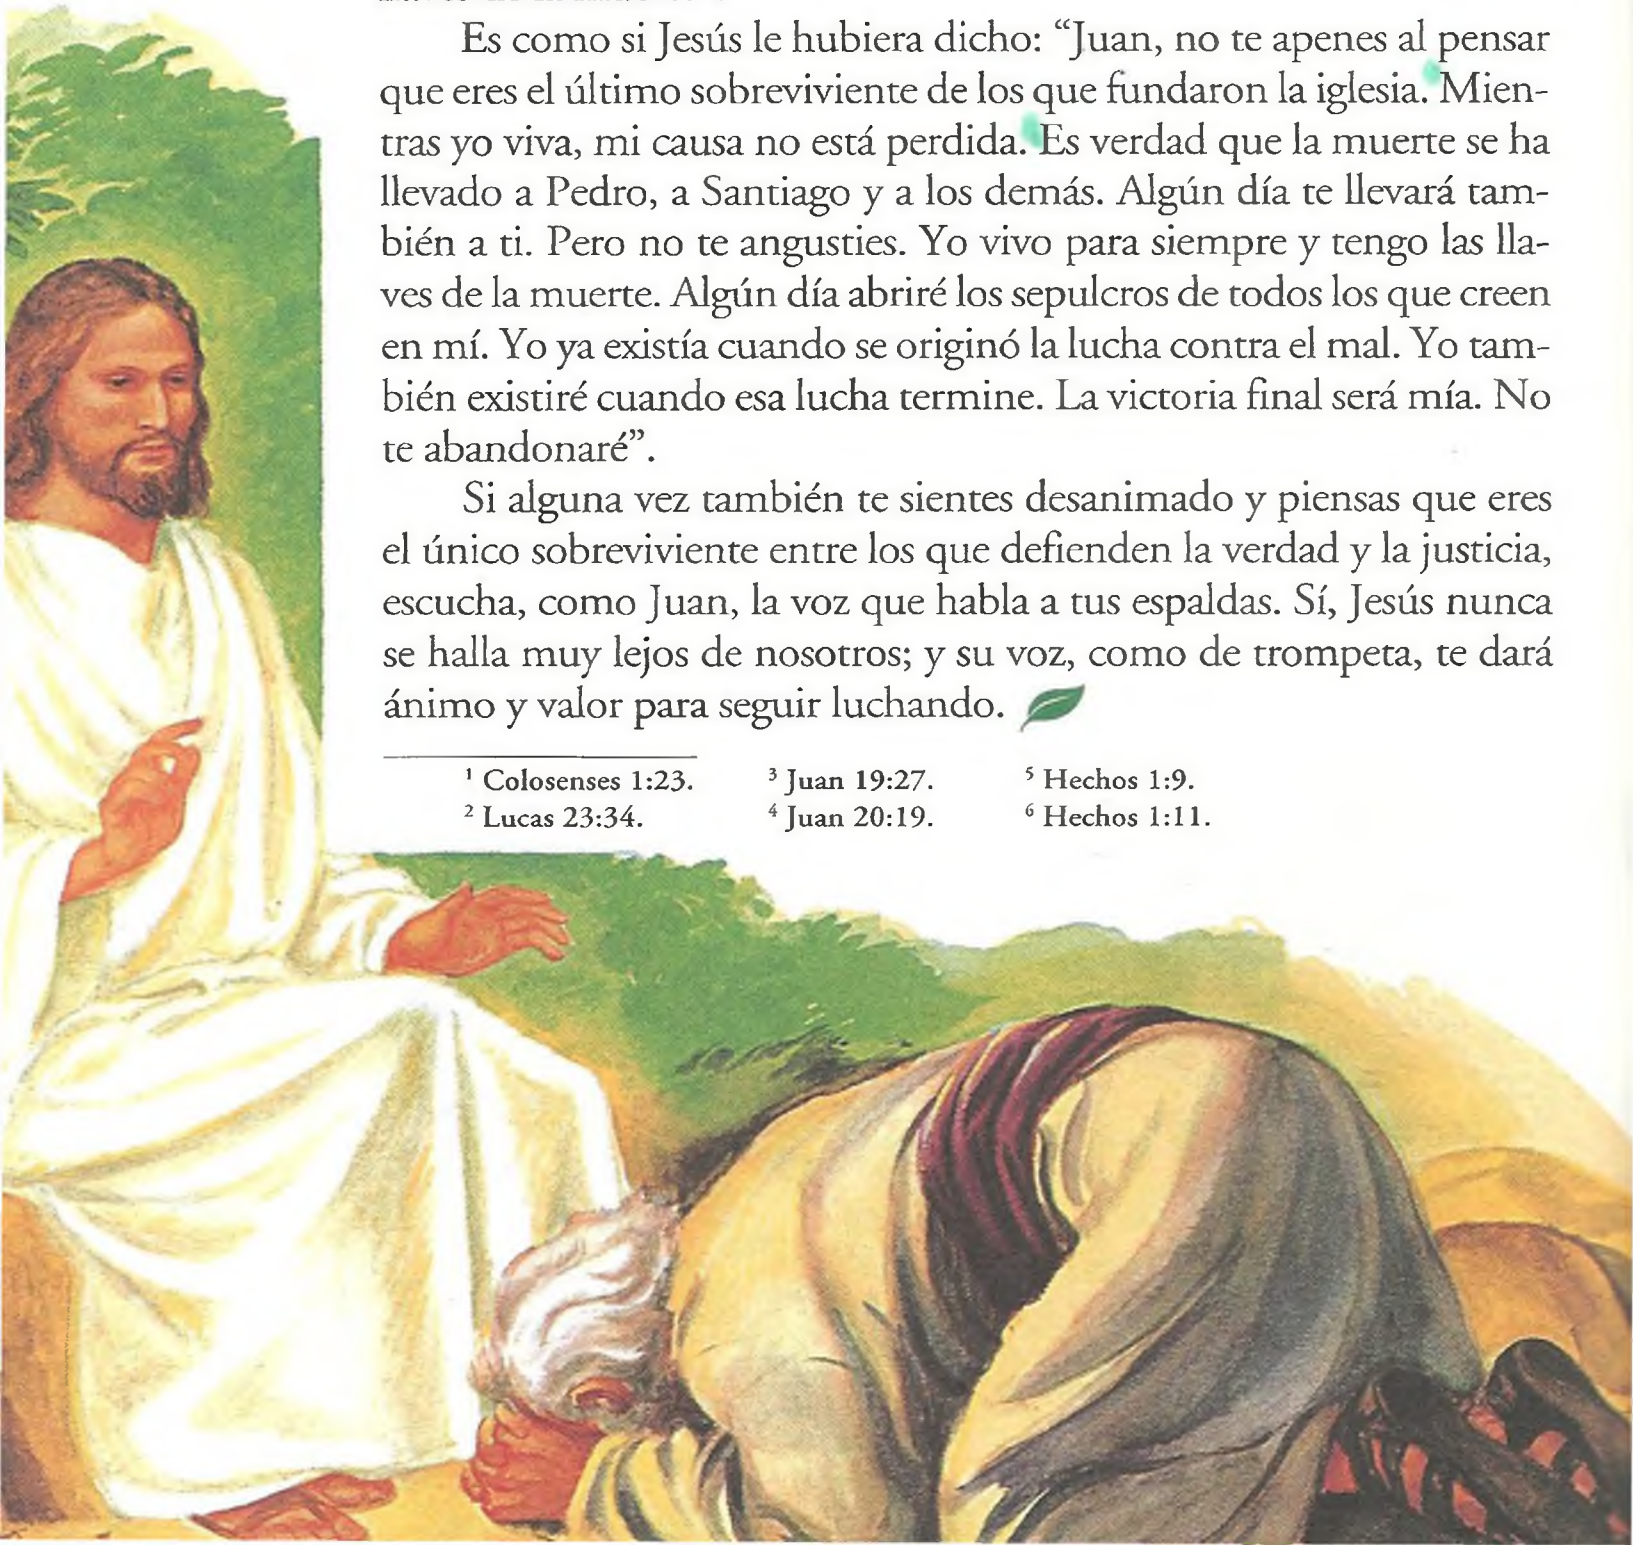 Es como si Jesús le hubiera dicho: “Juan, no te apenes al pensar
que eres el último sobreviviente de los que fundaron la iglesia. Mien-
tras yo viva, mi causa no está perdida. Es verdad que la muerte se ha
llevado a Pedro, a Santiago y a los demás. Algún día te llevará tam-
bién a ti. Pero no te angusties. Yo vivo para siempre y tengo las lla-
ves de la muerte. Algún día abriré los sepulcros de todos los que creen
en mí. Yo ya existía cuando se originó la lucha contra el mal. Yo tam-
bién existiré cuando esa lucha termine. La victoria final será mía. No
te abandonaré”.
Si alguna vez también te sientes desanimado y piensas que eres
el único sobreviviente entre los que defienden la verdad y la justicia,
escucha, como Juan, la voz que habla a tus espaldas. Sí, Jesús nunca
se halla muy lejos de nosotros; y su voz, como de trompeta, te dará
ánimo y valor para seguir luchando.
¹ Colosenses 1:23.
² Lucas 23:34.
³ Juan 19:27.
⁴ Juan 20:19.
⁵ Hechos 1:9.
⁶ Hechos 1:11.